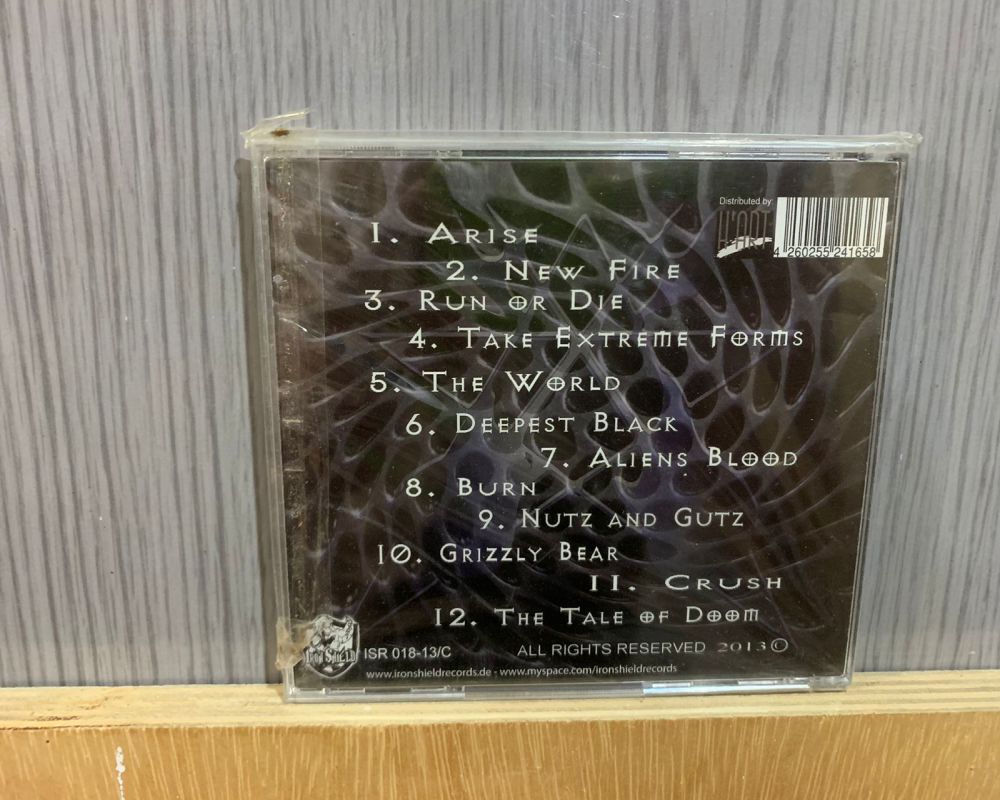 Distributed by:
H'ART
4 260255 241658
1. Arise
2. New Fire
3. Run or Die
4. Take Extreme Forms
5. The World
6. Deepest Black
7. Aliens Blood
8. Burn
9. Nutz and Gutz
10. Grizzly Bear
11. Crush
12. The Tale of Doom
Iron Shield
ISR 018-13/C
ALL RIGHTS RESERVED 2013©
www.ironshieldrecords.de - www.myspace.com/ironshieldrecords